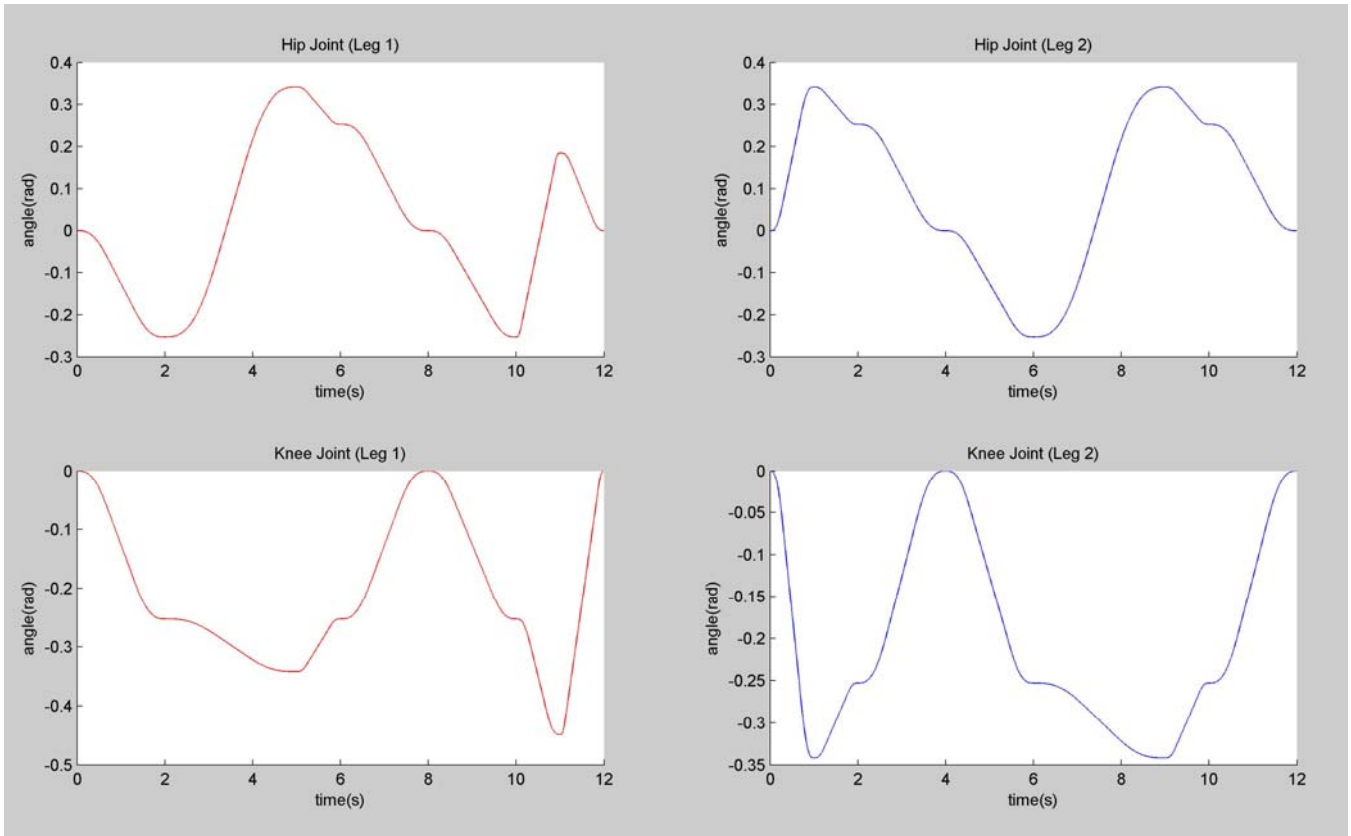 Hip Joint (Leg 1)
0.4
0.3
0.2
0.1
0
-0.1
-0.2
-0.3
angle(rad)
0 2 4 6 8 10 12
time(s)
Hip Joint (Leg 2)
0.4
0.3
0.2
0.1
0
-0.1
-0.2
-0.3
angle(rad)
0 2 4 6 8 10 12
time(s)
Knee Joint (Leg 1)
0
-0.1
-0.2
-0.3
-0.4
-0.5
angle(rad)
0 2 4 6 8 10 12
time(s)
Knee Joint (Leg 2)
0
-0.05
-0.1
-0.15
-0.2
-0.25
-0.3
-0.35
angle(rad)
0 2 4 6 8 10 12
time(s)